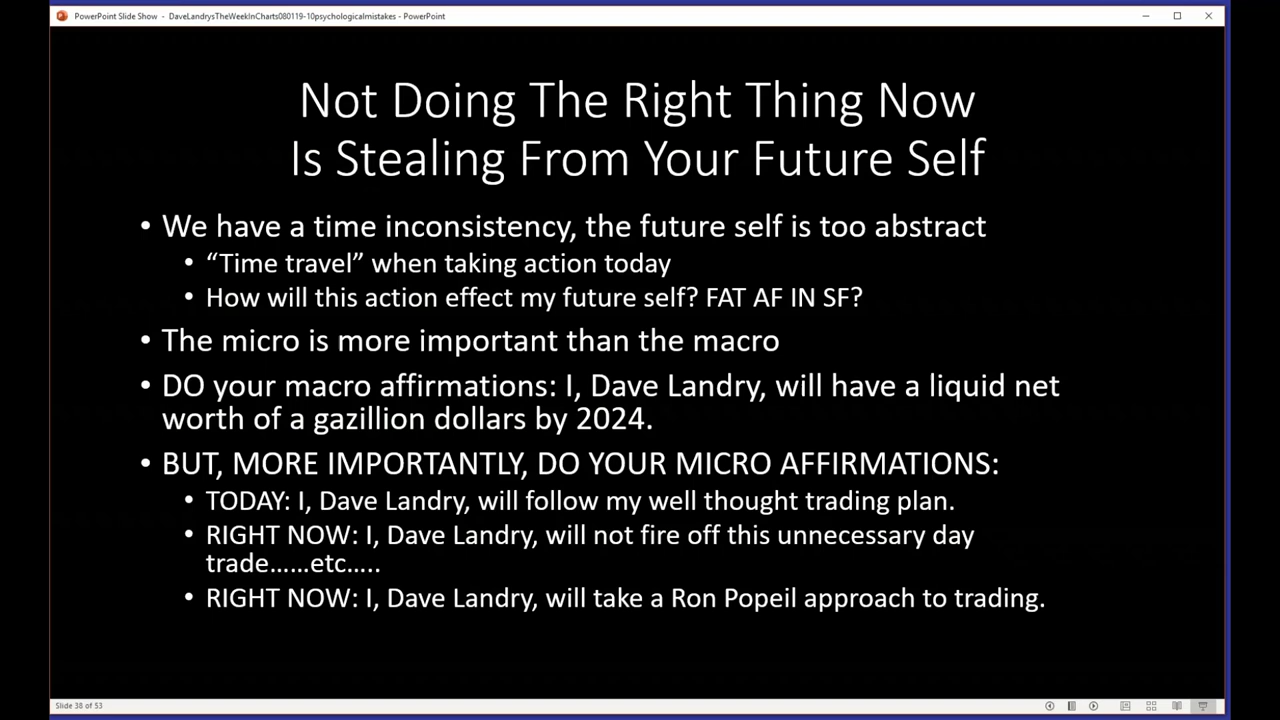 PowerPoint Slide Show - DaveLandrysTheWeekInCharts080119-10psychologicalmistakes - PowerPoint
Not Doing The Right Thing Now
Is Stealing From Your Future Self
• We have a time inconsistency, the future self is too abstract
• “Time travel” when taking action today
• How will this action effect my future self? FAT AF IN SF?
• The micro is more important than the macro
• DO your macro affirmations: I, Dave Landry, will have a liquid net
worth of a gazillion dollars by 2024.
• BUT, MORE IMPORTANTLY, DO YOUR MICRO AFFIRMATIONS:
• TODAY: I, Dave Landry, will follow my well thought trading plan.
• RIGHT NOW: I, Dave Landry, will not fire off this unnecessary day
trade……etc…..
• RIGHT NOW: I, Dave Landry, will take a Ron Popeil approach to trading.
Slide 38 of 53